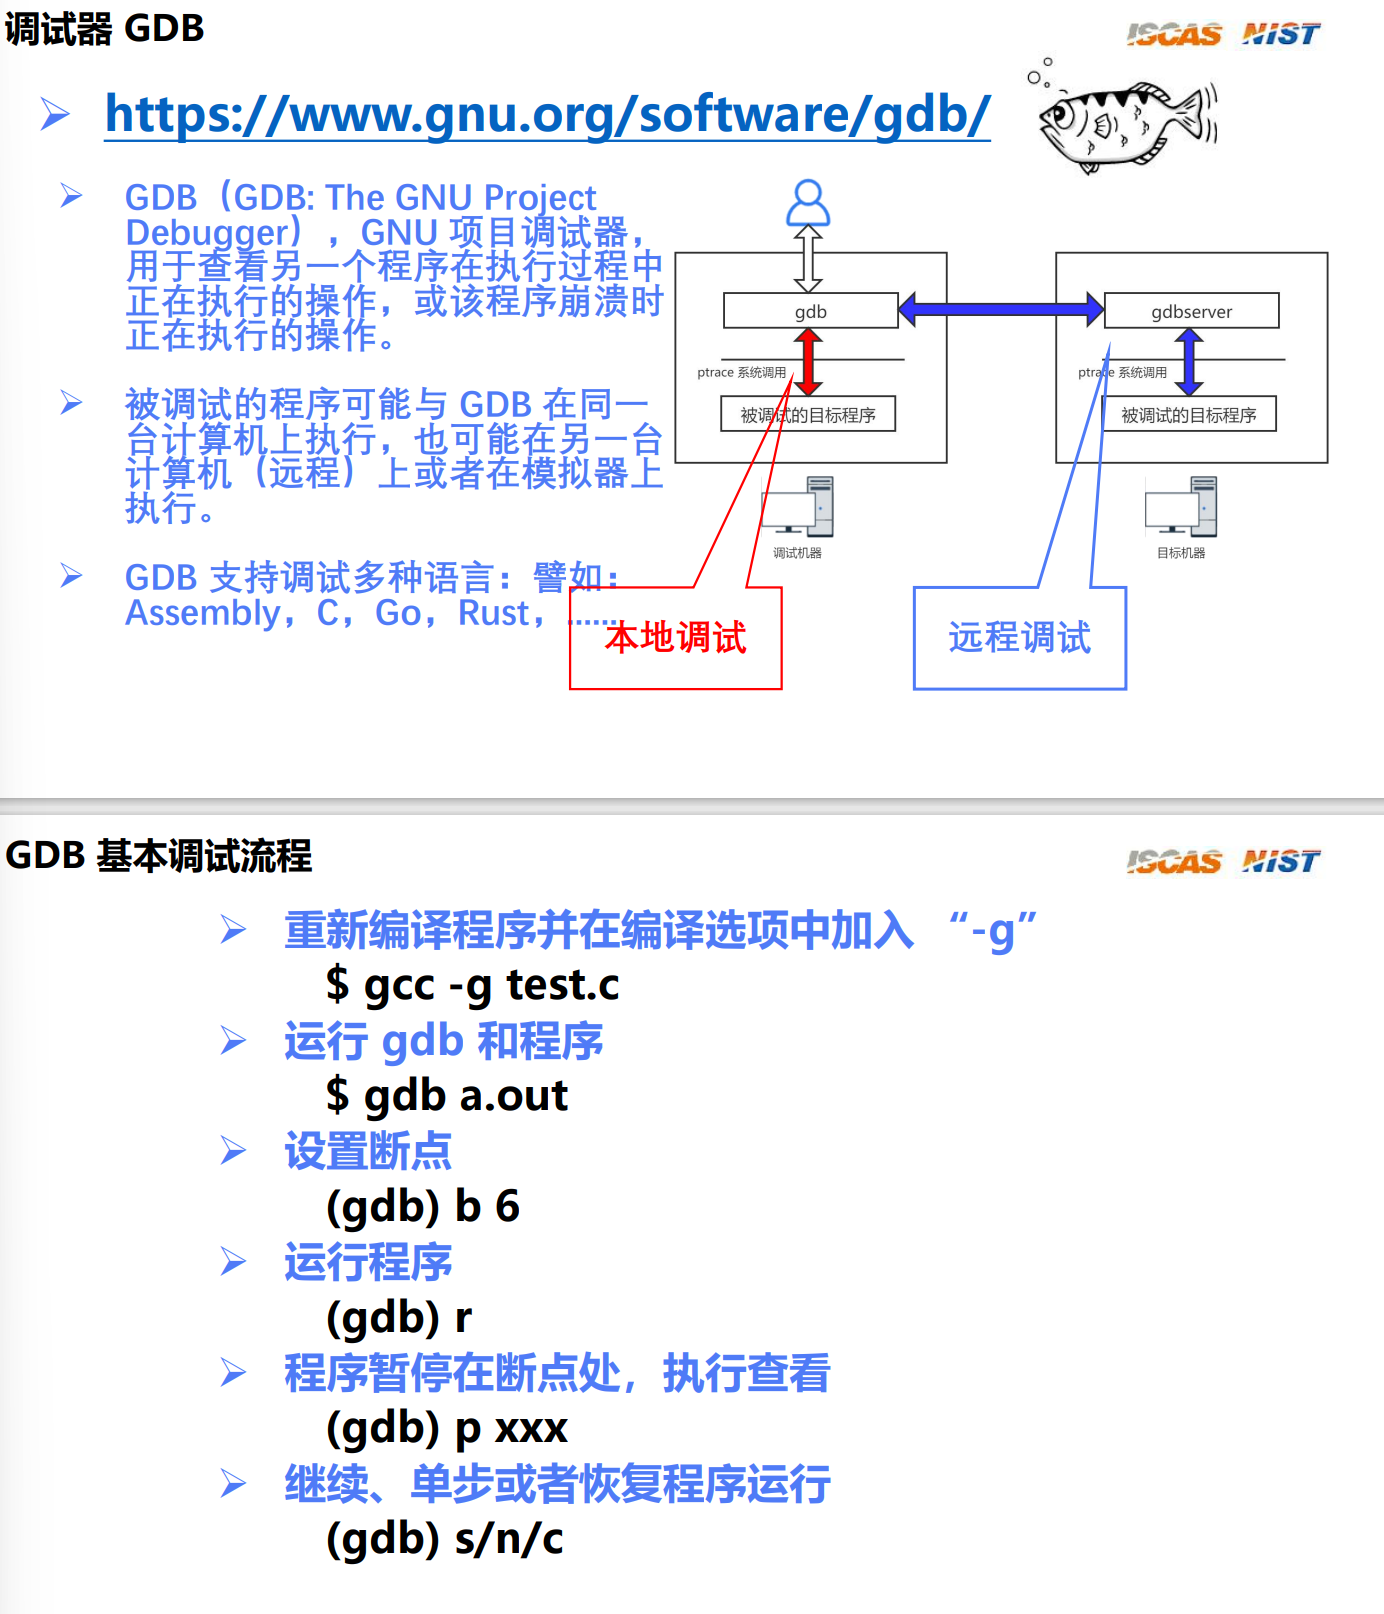 调试器 GDB
ISCAS NIST
https://www.gnu.org/software/gdb/
GDB（GDB: The GNU Project
Debugger），GNU 项目调试器，
用于查看另一个程序在执行过程中
正在执行的操作，或该程序崩溃时
正在执行的操作。
被调试的程序可能与 GDB 在同一
台计算机上执行，也可能在另一台
计算机（远程）上或者在模拟器上
执行。
GDB 支持调试多种语言：譬如：
Assembly，C，Go，Rust，......
gdb
ptrace 系统调用
被调试的目标程序
调试机器
本地调试
gdbserver
ptrace 系统调用
被调试的目标程序
目标机器
远程调试
GDB 基本调试流程
ISCAS NIST
重新编译程序并在编译选项中加入 “-g”
$ gcc -g test.c
运行 gdb 和程序
$ gdb a.out
设置断点
(gdb) b 6
运行程序
(gdb) r
程序暂停在断点处，执行查看
(gdb) p xxx
继续、单步或者恢复程序运行
(gdb) s/n/c